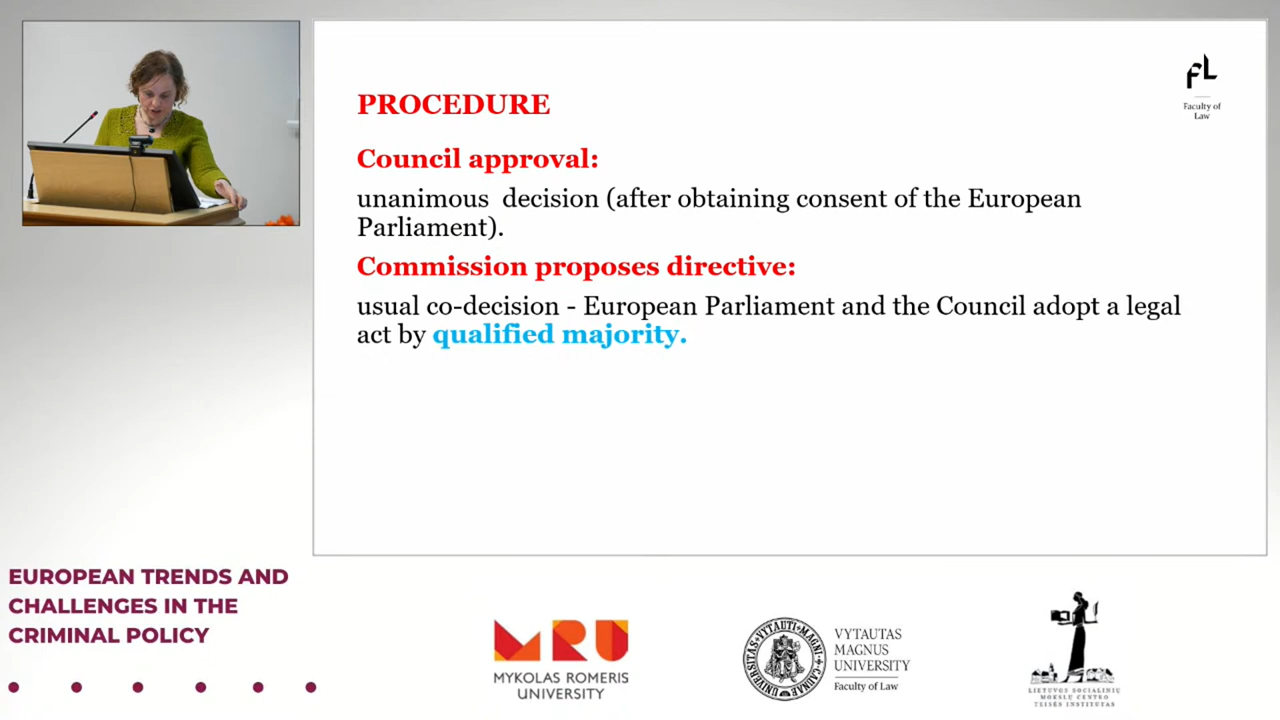 FL
Faculty of
Law
PROCEDURE
Council approval:
unanimous decision (after obtaining consent of the European
Parliament).
Commission proposes directive:
usual co-decision - European Parliament and the Council adopt a legal
act by qualified majority.
EUROPEAN TRENDS AND
CHALLENGES IN THE
CRIMINAL POLICY
MRU
MYKOLAS ROMERIS
UNIVERSITY
UNIVERSITAS VYTAUTI MAGNI
VYTAUTAS
MAGNUS
UNIVERSITY
Faculty of Law
LIETUVOS SOCIALINIŲ
MOKSLŲ CENTRO
TEISĖS INSTITUTAS